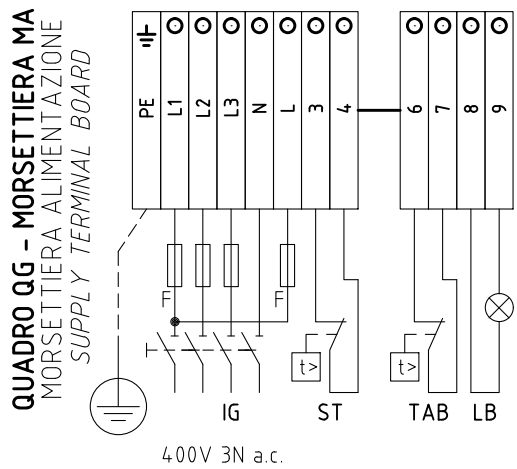 QUADRO QG - MORSETTIERA MA
MORSETTIERA ALIMENTAZIONE
SUPPLY TERMINAL BOARD
PE L1 L2 L3 N L 3 4 6 7 8 9
F F
t> t>
IG ST TAB LB
400V 3N a.c.